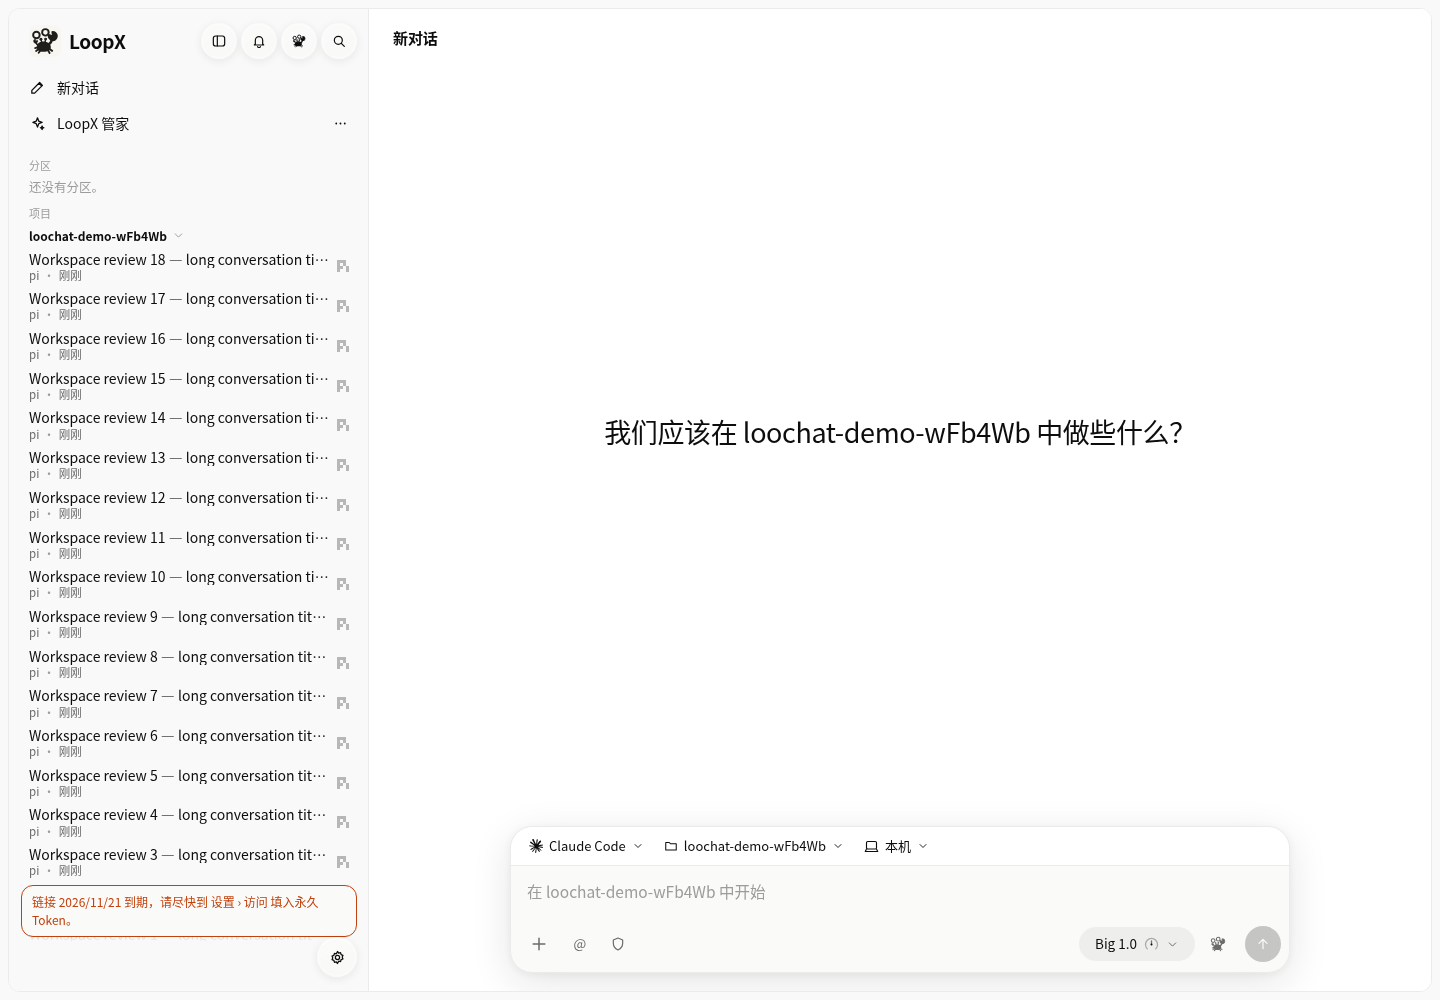 LoopX
新对话
LoopX 管家
分区
还没有分区。
项目
loochat-demo-wFb4Wb
Workspace review 18 — long conversation ti…
pi · 刚刚
Workspace review 17 — long conversation ti…
pi · 刚刚
Workspace review 16 — long conversation ti…
pi · 刚刚
Workspace review 15 — long conversation ti…
pi · 刚刚
Workspace review 14 — long conversation ti…
pi · 刚刚
Workspace review 13 — long conversation ti…
pi · 刚刚
Workspace review 12 — long conversation ti…
pi · 刚刚
Workspace review 11 — long conversation ti…
pi · 刚刚
Workspace review 10 — long conversation ti…
pi · 刚刚
Workspace review 9 — long conversation tit…
pi · 刚刚
Workspace review 8 — long conversation tit…
pi · 刚刚
Workspace review 7 — long conversation tit…
pi · 刚刚
Workspace review 6 — long conversation tit…
pi · 刚刚
Workspace review 5 — long conversation tit…
pi · 刚刚
Workspace review 4 — long conversation tit…
pi · 刚刚
Workspace review 3 — long conversation tit…
pi · 刚刚
链接 2026/11/21 到期，请尽快到 设置 › 访问 填入永久
Token。
新对话
我们应该在 loochat-demo-wFb4Wb 中做些什么？
Claude Code
loochat-demo-wFb4Wb
本机
在 loochat-demo-wFb4Wb 中开始
@
Big 1.0